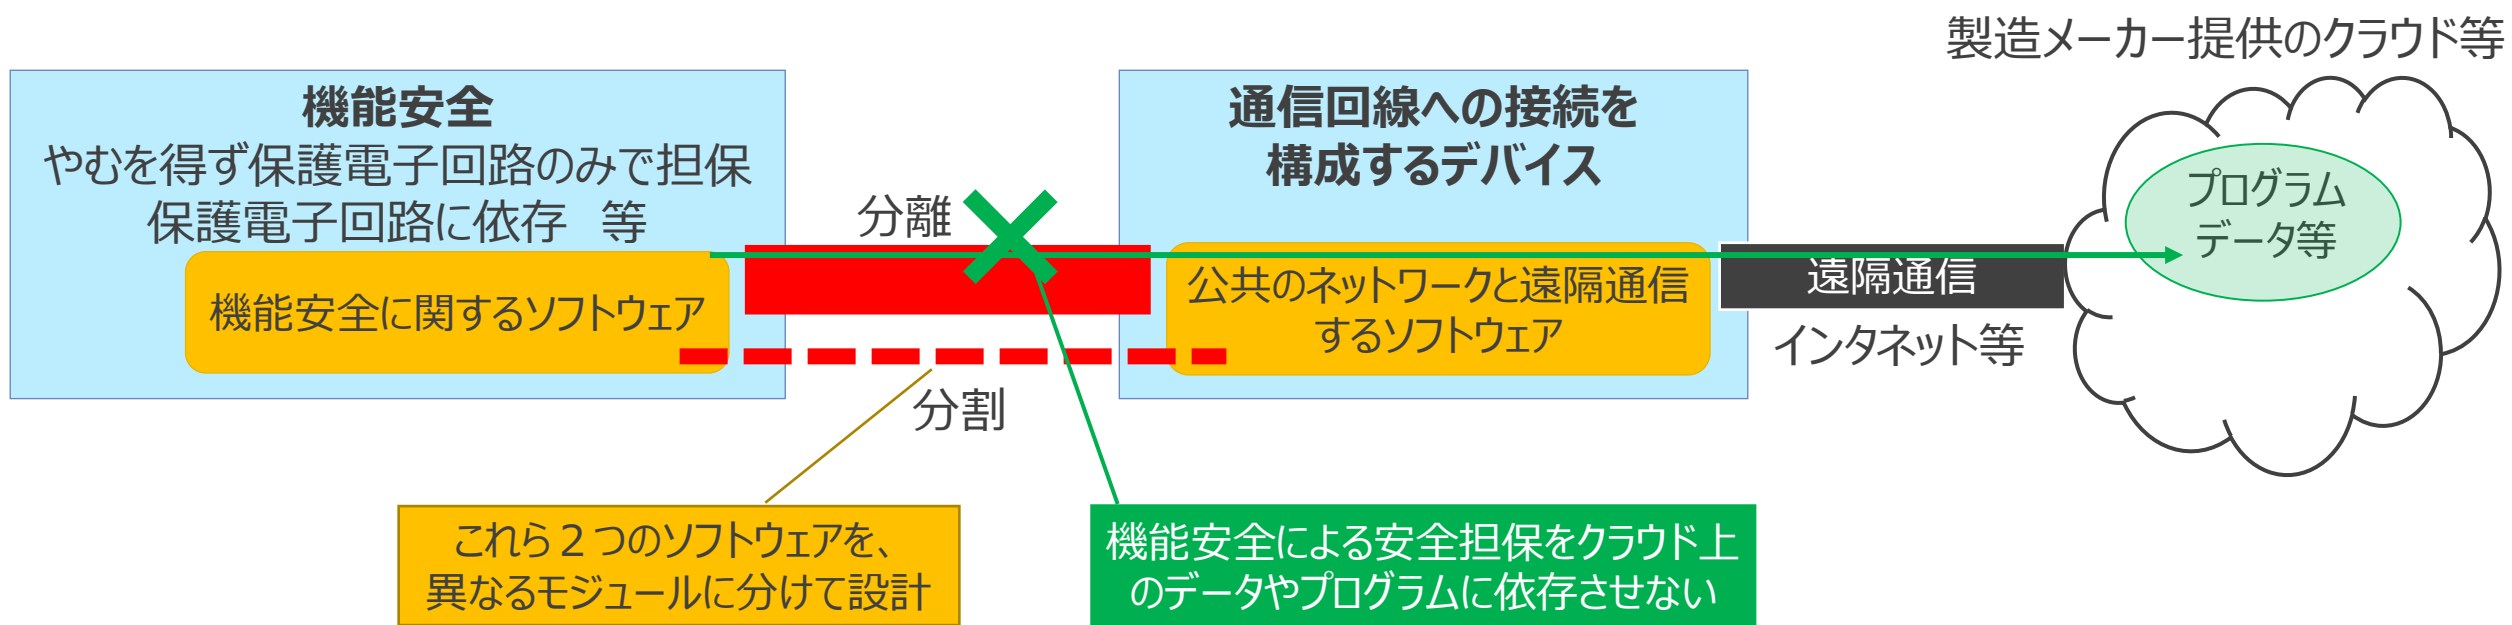 製造メーカー提供のクラウド等
機能安全
やむを得ず保護電子回路のみで担保
保護電子回路に依存　等
機能安全に関するソフトウェア
分離
分割
通信回線への接続を
構成するデバイス
公共のネットワークと遠隔通信
するソフトウェア
遠隔通信
インタネット等
プログラム
データ等
これら２つのソフトウェアを、
異なるモジュールに分けて設計
機能安全による安全担保をクラウド上
のデータやプログラムに依存させない